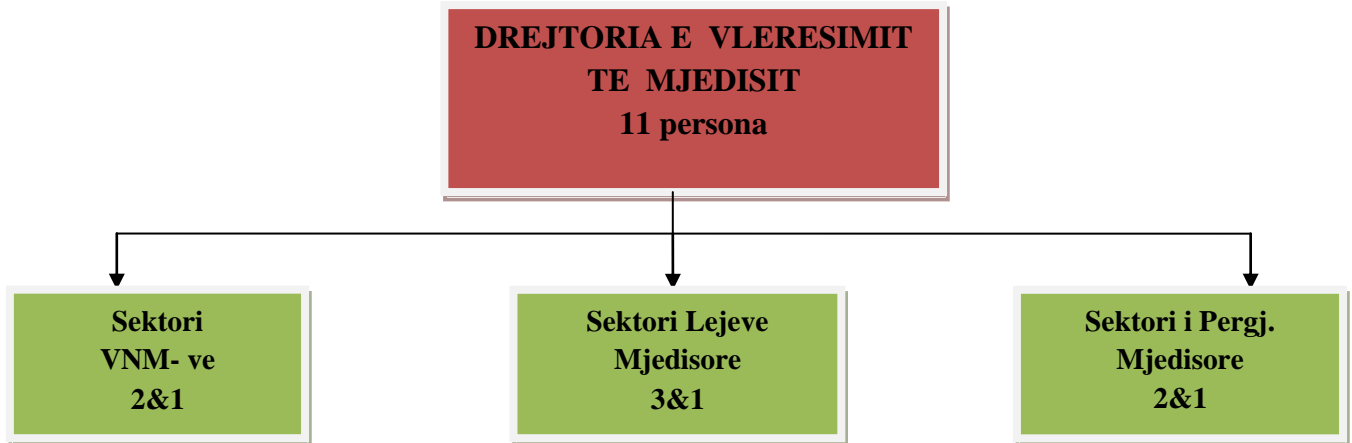 DREJTORIA E VLERESIMIT
TE MJEDISIT
11 persona
Sektori
VNM- ve
2&1
Sektori Lejeve
Mjedisore
3&1
Sektori i Pergj.
Mjedisore
2&1